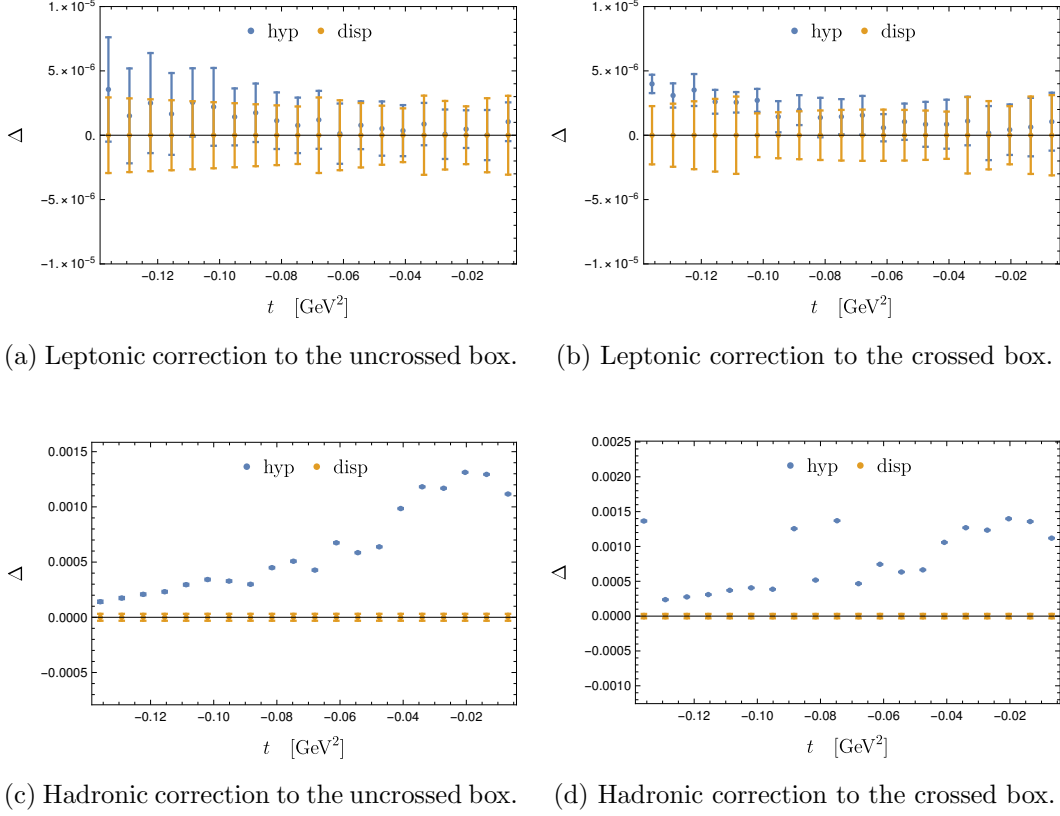 1.×10⁻⁵
5.×10⁻⁶
0.
-5.×10⁻⁶
-1.×10⁻⁵
Δ
hyp disp
-0.12 -0.10 -0.08 -0.06 -0.04 -0.02
t [GeV²]
(a) Leptonic correction to the uncrossed box.
1.×10⁻⁵
5.×10⁻⁶
0.
-5.×10⁻⁶
-1.×10⁻⁵
Δ
hyp disp
-0.12 -0.10 -0.08 -0.06 -0.04 -0.02
t [GeV²]
(b) Leptonic correction to the crossed box.
0.0015
0.0010
0.0005
0.0000
-0.0005
Δ
hyp disp
-0.12 -0.10 -0.08 -0.06 -0.04 -0.02
t [GeV²]
(c) Hadronic correction to the uncrossed box.
0.0025
0.0020
0.0015
0.0010
0.0005
0.0000
-0.0005
-0.0010
Δ
hyp disp
-0.12 -0.10 -0.08 -0.06 -0.04 -0.02
t [GeV²]
(d) Hadronic correction to the crossed box.